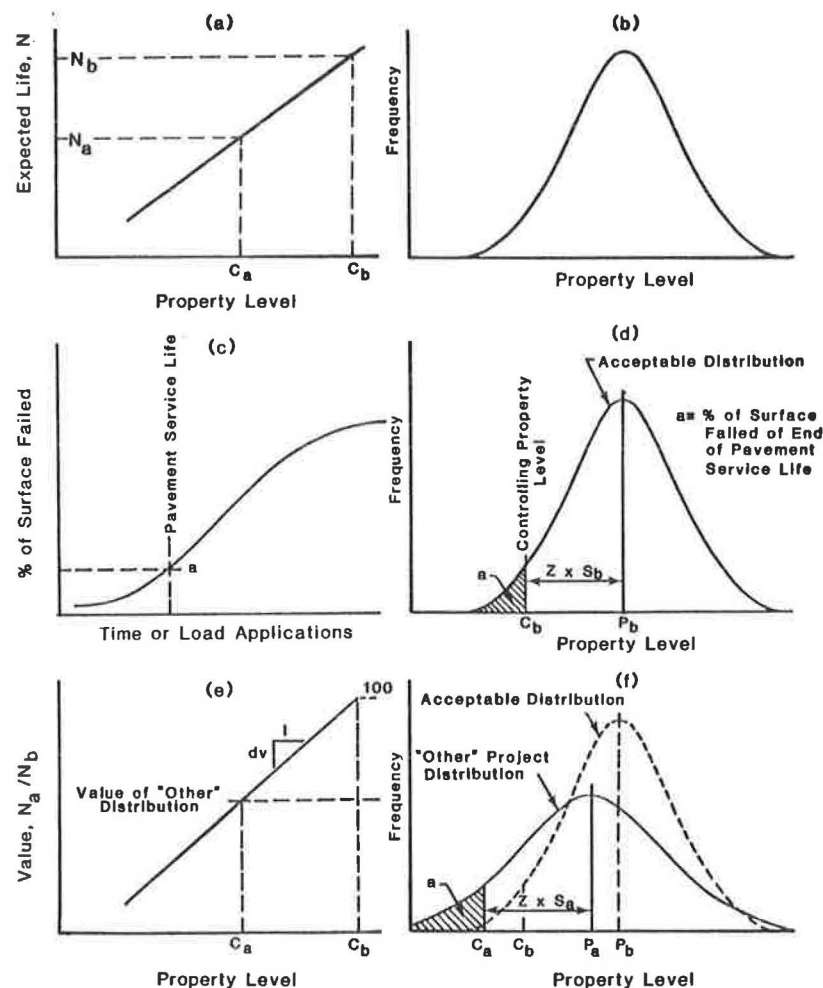 (a)
Expected Life, N
N_b
N_a
C_a
C_b
Property Level
(b)
Frequency
Property Level
(c)
% of Surface Failed
Pavement Service Life
a
Time or Load Applications
(d)
Frequency
Acceptable Distribution
Controlling Property
Level
a= % of Surface
Failed of End
of Pavement
Service Life
a
Z x S_b
C_b
P_b
Property Level
(e)
Value, N_a/N_b
100
1
dv
Value of "Other"
Distribution
C_a
C_b
Property Level
(f)
Frequency
Acceptable Distribution
"Other" Project
Distribution
a
Z x S_a
C_a
C_b
P_a
P_b
Property Level